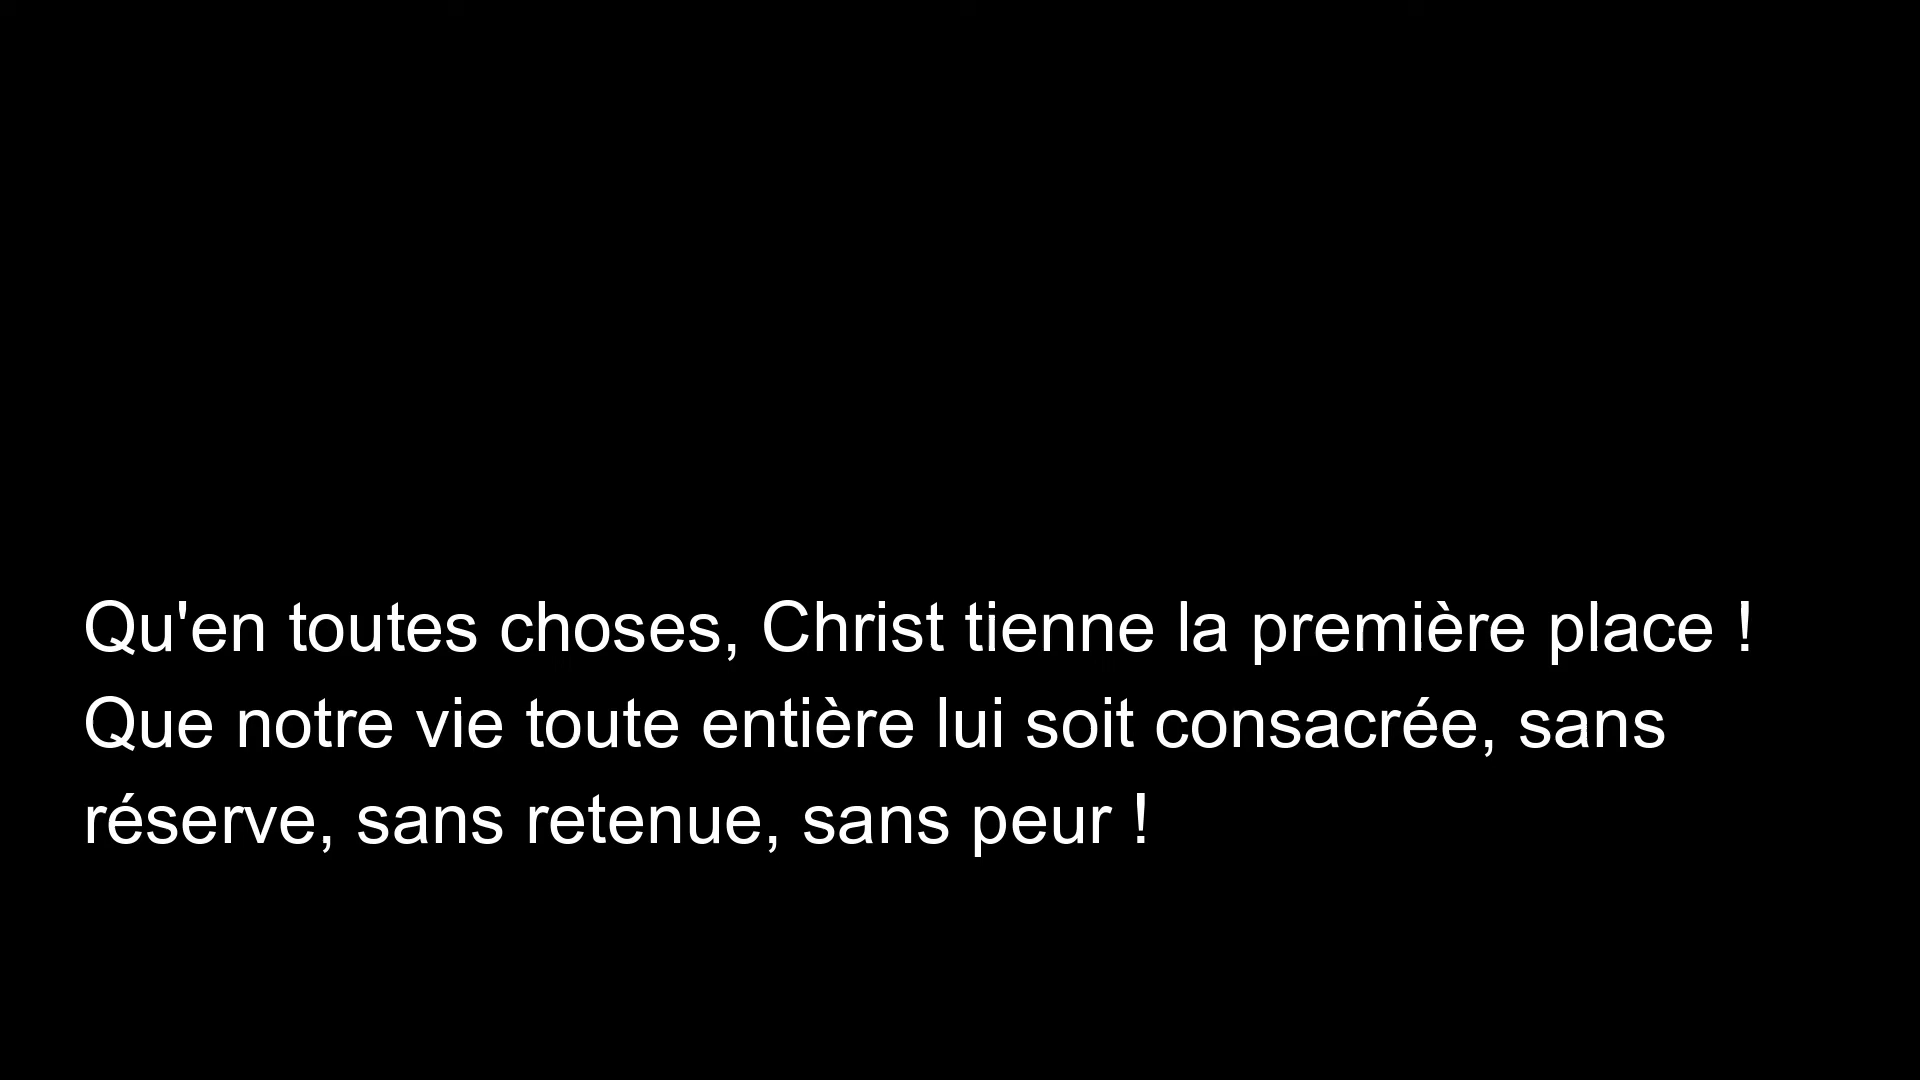 Qu'en toutes choses, Christ tienne la première place !
Que notre vie toute entière lui soit consacrée, sans
réserve, sans retenue, sans peur !